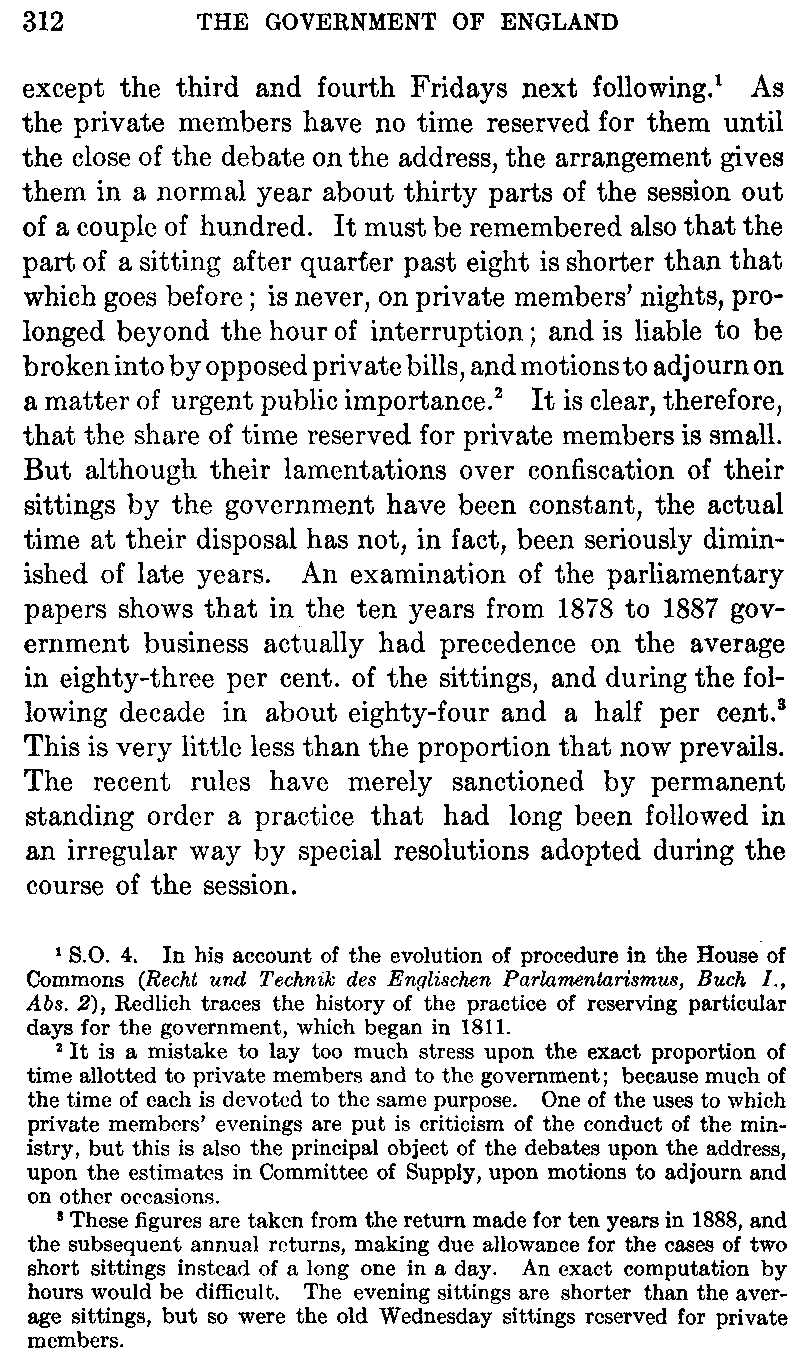 312 THE GOVERNMENT OF ENGLAND
except the third and fourth Fridays next following.¹ As
the private members have no time reserved for them until
the close of the debate on the address, the arrangement gives
them in a normal year about thirty parts of the session out
of a couple of hundred. It must be remembered also that the
part of a sitting after quarter past eight is shorter than that
which goes before; is never, on private members' nights, pro-
longed beyond the hour of interruption; and is liable to be
broken into by opposed private bills, and motions to adjourn on
a matter of urgent public importance.² It is clear, therefore,
that the share of time reserved for private members is small.
But although their lamentations over confiscation of their
sittings by the government have been constant, the actual
time at their disposal has not, in fact, been seriously dimin-
ished of late years. An examination of the parliamentary
papers shows that in the ten years from 1878 to 1887 gov-
ernment business actually had precedence on the average
in eighty-three per cent. of the sittings, and during the fol-
lowing decade in about eighty-four and a half per cent.³
This is very little less than the proportion that now prevails.
The recent rules have merely sanctioned by permanent
standing order a practice that had long been followed in
an irregular way by special resolutions adopted during the
course of the session.
¹ S.O. 4. In his account of the evolution of procedure in the House of
Commons (Recht und Technik des Englischen Parlamentarismus, Buch I.,
Abs. 2), Redlich traces the history of the practice of reserving particular
days for the government, which began in 1811.
² It is a mistake to lay too much stress upon the exact proportion of
time allotted to private members and to the government; because much of
the time of each is devoted to the same purpose. One of the uses to which
private members' evenings are put is criticism of the conduct of the min-
istry, but this is also the principal object of the debates upon the address,
upon the estimates in Committee of Supply, upon motions to adjourn and
on other occasions.
³ These figures are taken from the return made for ten years in 1888, and
the subsequent annual returns, making due allowance for the cases of two
short sittings instead of a long one in a day. An exact computation by
hours would be difficult. The evening sittings are shorter than the aver-
age sittings, but so were the old Wednesday sittings reserved for private
members.